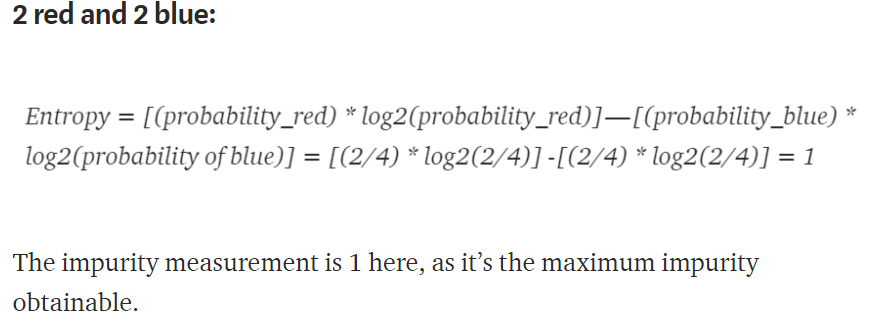 2 red and 2 blue:
Entropy = [(probability_red) * log2(probability_red)]—[(probability_blue) *
log2(probability of blue)] = [(2/4) * log2(2/4)] -[(2/4) * log2(2/4)] = 1
The impurity measurement is 1 here, as it’s the maximum impurity
obtainable.